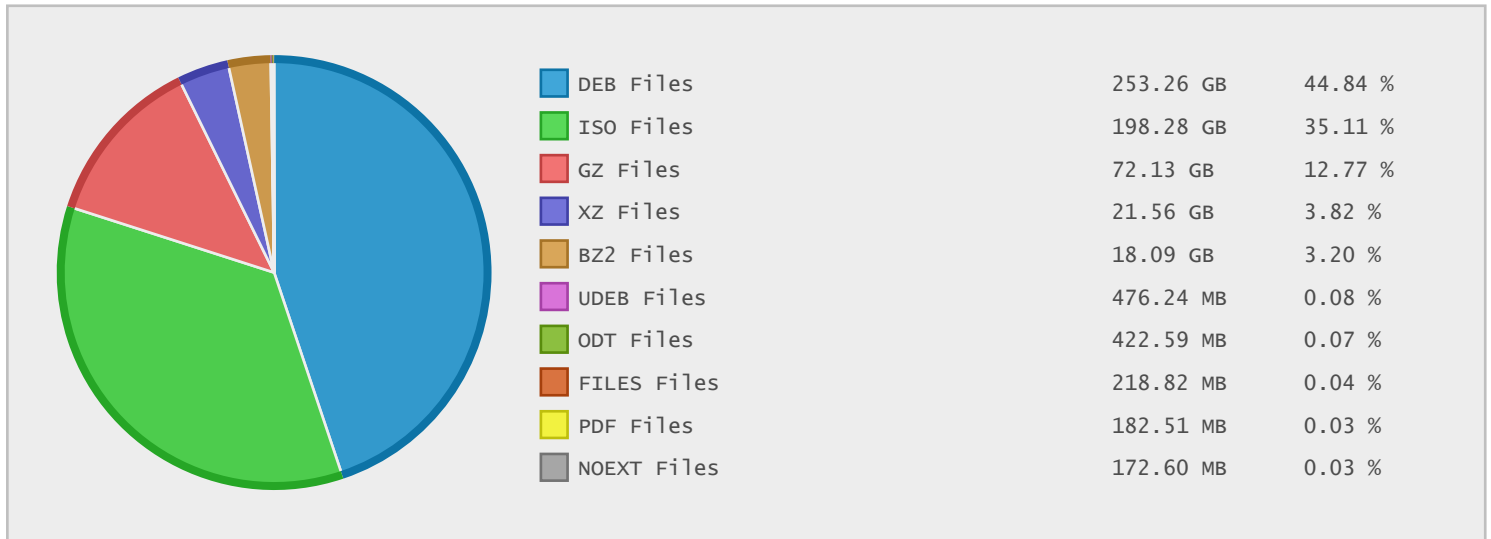 DEB Files 253.26 GB 44.84 %
ISO Files 198.28 GB 35.11 %
GZ Files 72.13 GB 12.77 %
XZ Files 21.56 GB 3.82 %
BZ2 Files 18.09 GB 3.20 %
UDEB Files 476.24 MB 0.08 %
ODT Files 422.59 MB 0.07 %
FILES Files 218.82 MB 0.04 %
PDF Files 182.51 MB 0.03 %
NOEXT Files 172.60 MB 0.03 %